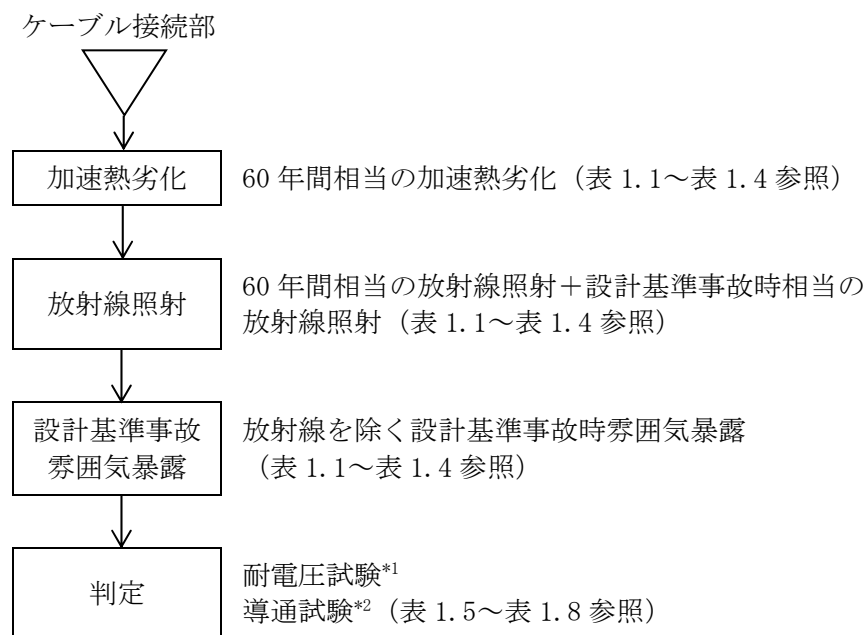 ケーブル接続部
加速熱劣化
60 年間相当の加速熱劣化（表 1.1～表 1.4 参照）
放射線照射
60 年間相当の放射線照射＋設計基準事故時相当の
放射線照射（表 1.1～表 1.4 参照）
設計基準事故
雰囲気暴露
放射線を除く設計基準事故時雰囲気暴露
（表 1.1～表 1.4 参照）
判定
耐電圧試験*1
導通試験*2（表 1.5～表 1.8 参照）